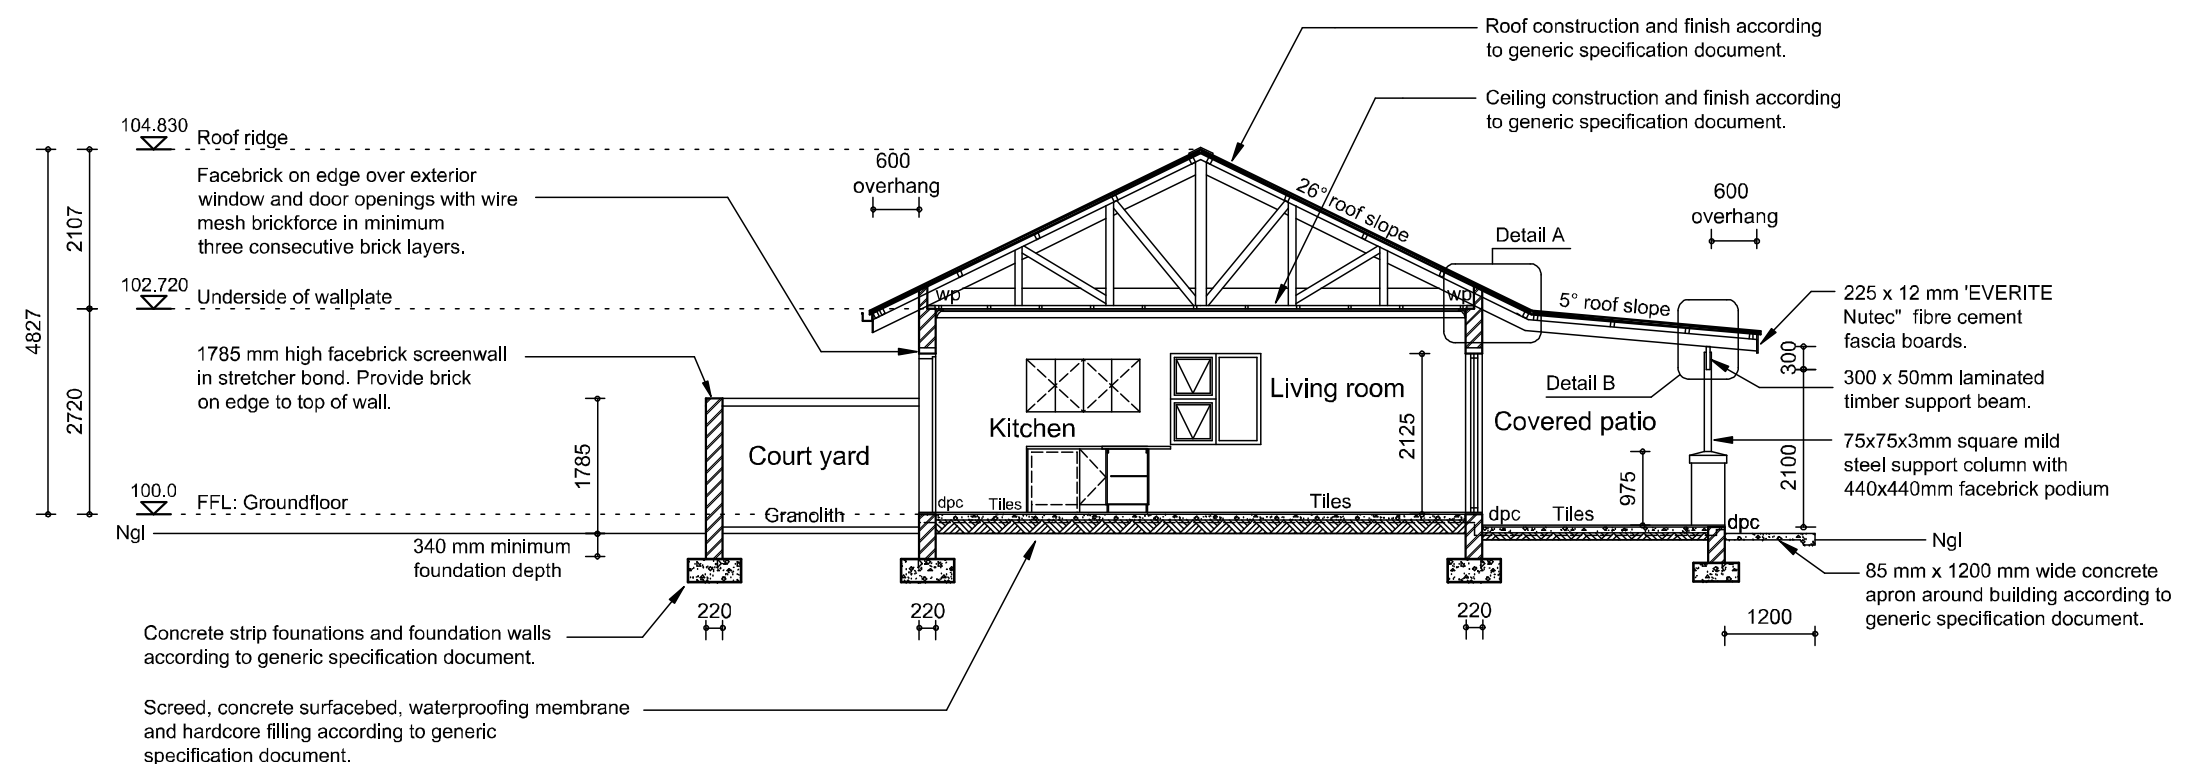 Roof construction and finish according
to generic specification document.
Ceiling construction and finish according
to generic specification document.
104.830
Roof ridge
Facebrick on edge over exterior
window and door openings with wire
mesh brickforce in minimum
three consecutive brick layers.
600
overhang
26° roof slope
600
overhang
Detail A
2107
102.720
Underside of wallplate
wp
wp
5° roof slope
225 x 12 mm 'EVERITE
Nutec" fibre cement
fascia boards.
4827
1785 mm high facebrick screenwall
in stretcher bond. Provide brick
on edge to top of wall.
300
Detail B
300 x 50mm laminated
timber support beam.
2720
Living room
Kitchen
2125
Covered patio
75x75x3mm square mild
steel support column with
440x440mm facebrick podium
1785
Court yard
975
2100
100.0
FFL: Groundfloor
Granolith
dpc
Tiles
Tiles
dpc
Tiles
dpc
Ngl
Ngl
340 mm minimum
foundation depth
85 mm x 1200 mm wide concrete
apron around building according to
generic specification document.
220
220
220
1200
Concrete strip founations and foundation walls
according to generic specification document.
Screed, concrete surfacebed, waterproofing membrane
and hardcore filling according to generic
specification document.